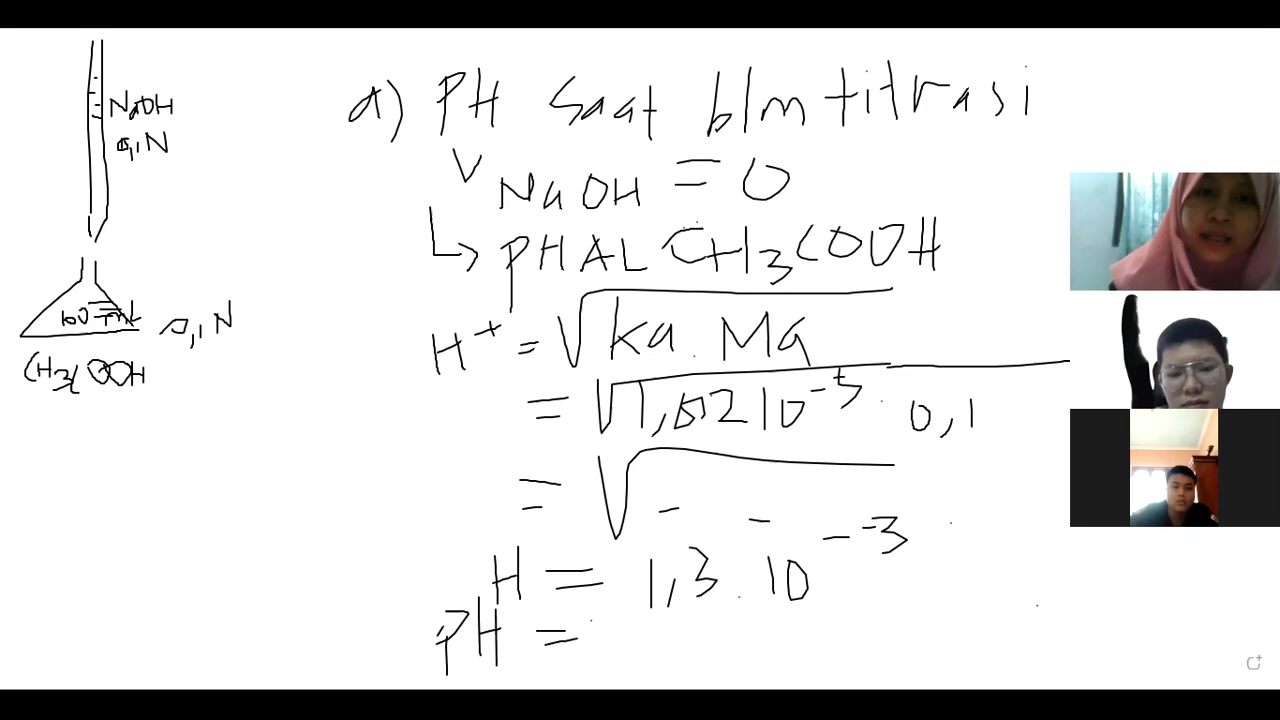 NaOH
0,1 N
100 mL
0,1 N
CH3COOH
a) PH saat blm titrasi
V NaOH = 0
↳ PH AL CH3COOH
H+ = √ka . Ma
= √1,802 10-5 . 0,1
= √ - -
H = 1,3 . 10 -3
PH =